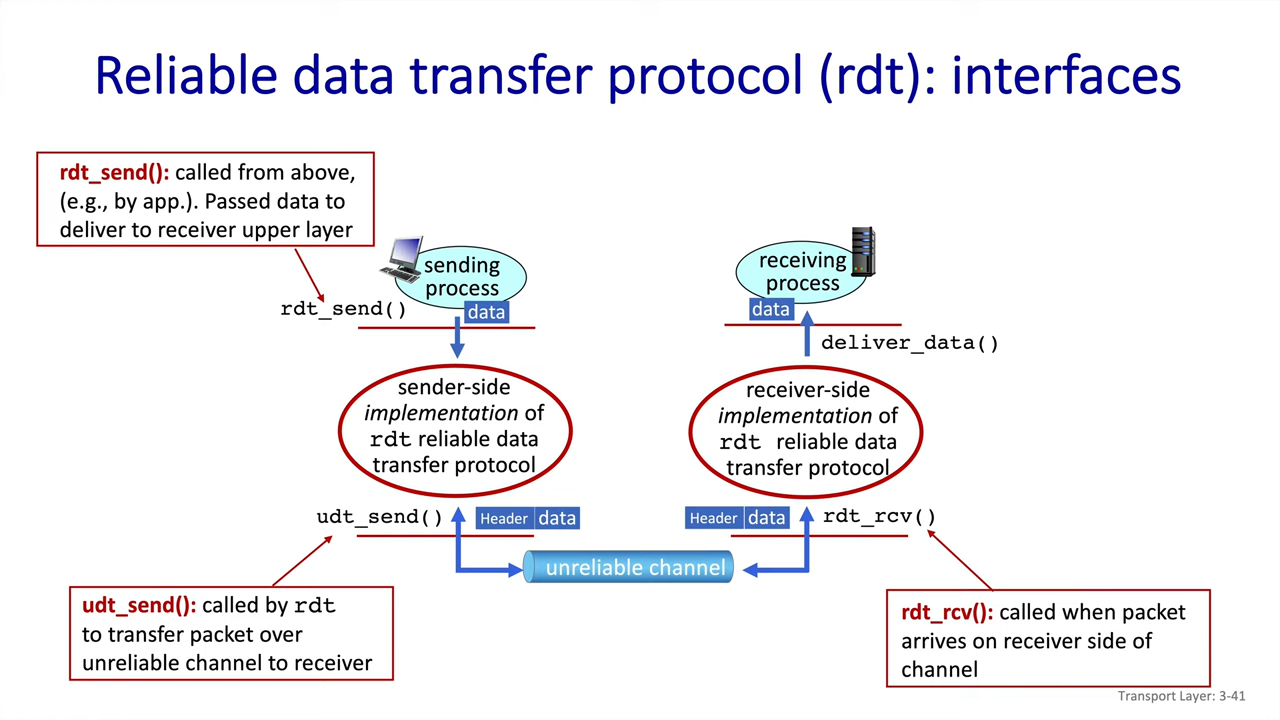 Reliable data transfer protocol (rdt): interfaces
rdt_send(): called from above,
(e.g., by app.). Passed data to
deliver to receiver upper layer
sending
process
data
rdt_send()
receiving
process
data
deliver_data()
sender-side
implementation of
rdt reliable data
transfer protocol
receiver-side
implementation of
rdt reliable data
transfer protocol
udt_send()
Header data
Header data
rdt_rcv()
unreliable channel
udt_send(): called by rdt
to transfer packet over
unreliable channel to receiver
rdt_rcv(): called when packet
arrives on receiver side of
channel
Transport Layer: 3-41